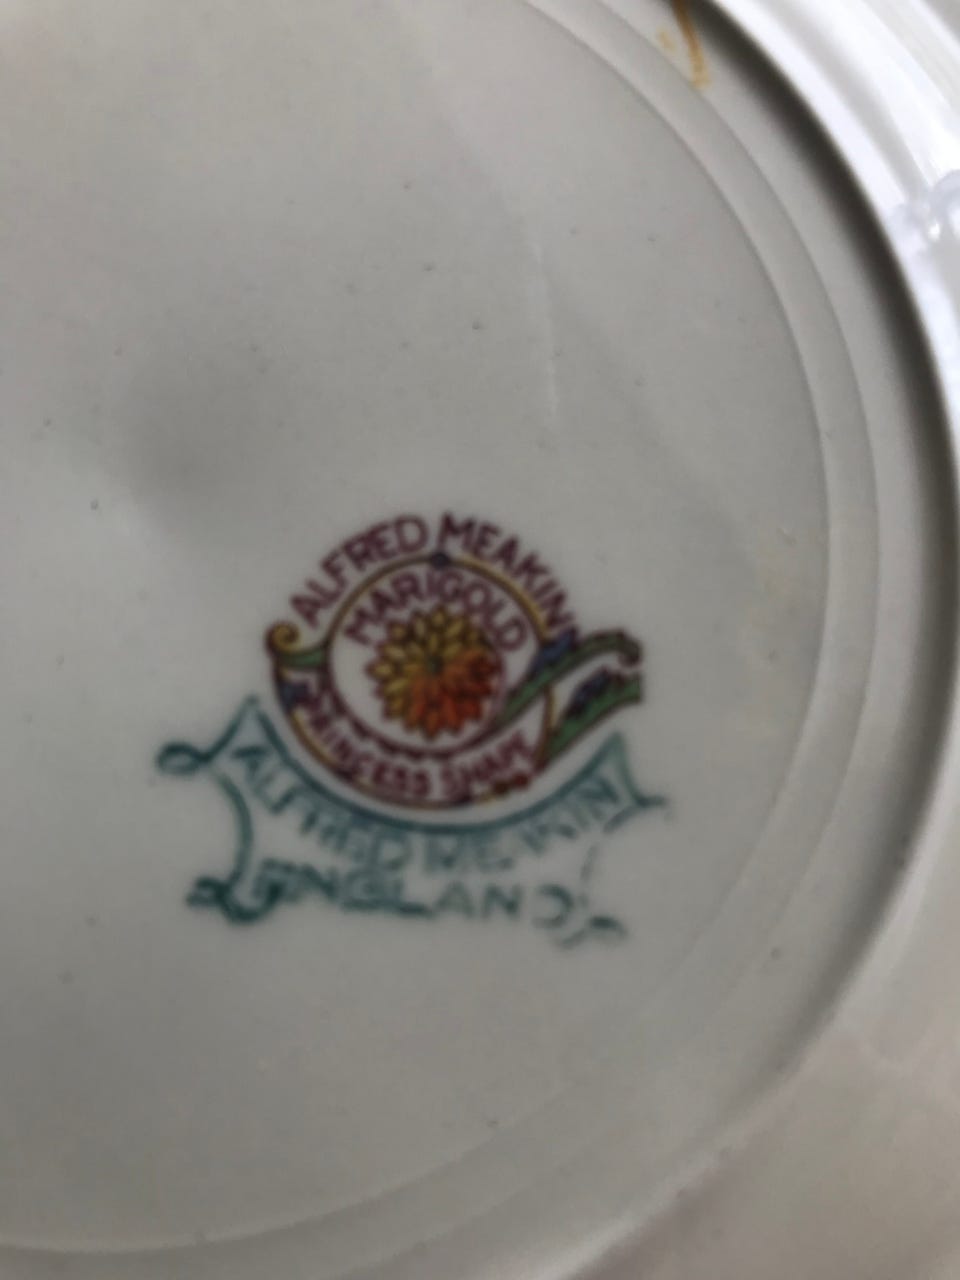 ALFRED MEAKIN
MARIGOLD
PRINCESS SHAPE
ALFRED MEAKIN
ENGLAND